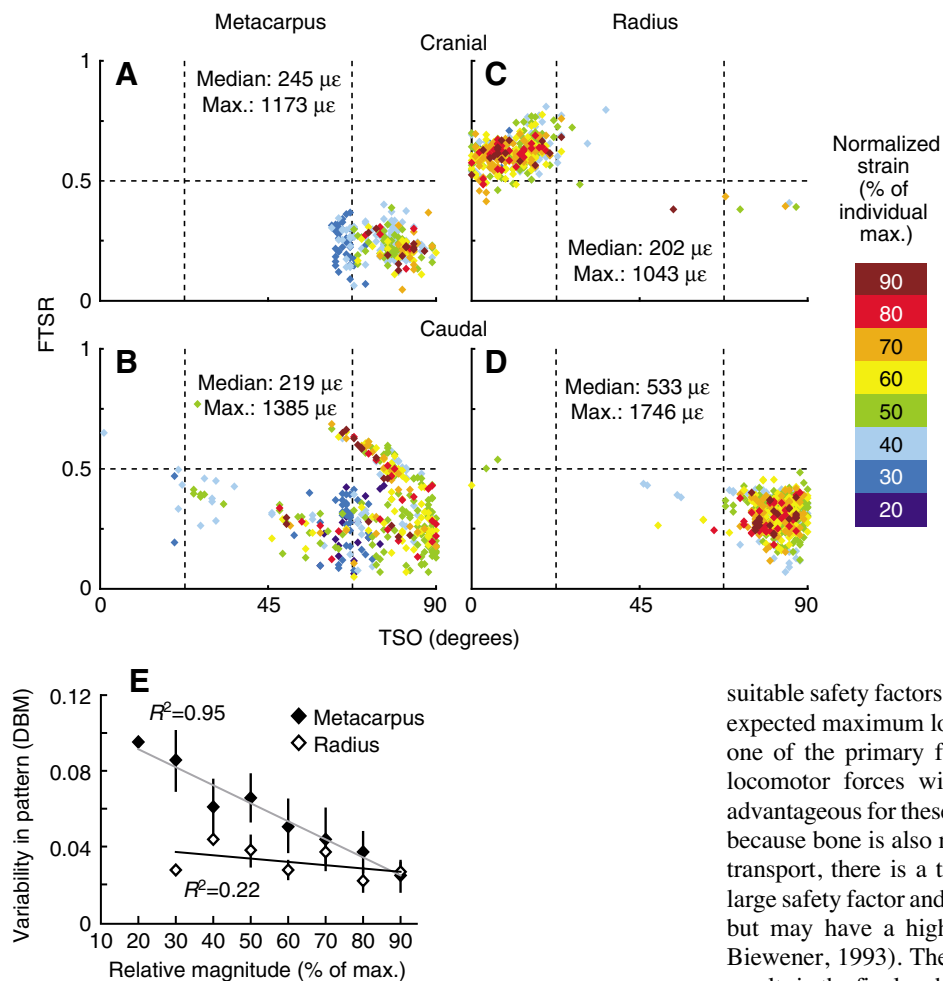 Metacarpus
Radius
Cranial
A
Median: 245 µε
Max.: 1173 µε
C
Median: 202 µε
Max.: 1043 µε
1
0.5
0
FTSR
Caudal
B
Median: 219 µε
Max.: 1385 µε
D
Median: 533 µε
Max.: 1746 µε
1
0.5
0
0
45
90
0
45
90
TSO (degrees)
Normalized
strain
(% of
individual
max.)
90
80
70
60
50
40
30
20
E
R²=0.95
R²=0.22
Metacarpus
Radius
Variability in pattern (DBM)
0.12
0.08
0.04
0
10 20 30 40 50 60 70 80 90
Relative magnitude (% of max.)
suitable safety factors
expected maximum lo
one of the primary f
locomotor forces wi
advantageous for these
because bone is also
transport, there is a t
large safety factor and
but may have a high
Biewener, 1993). The